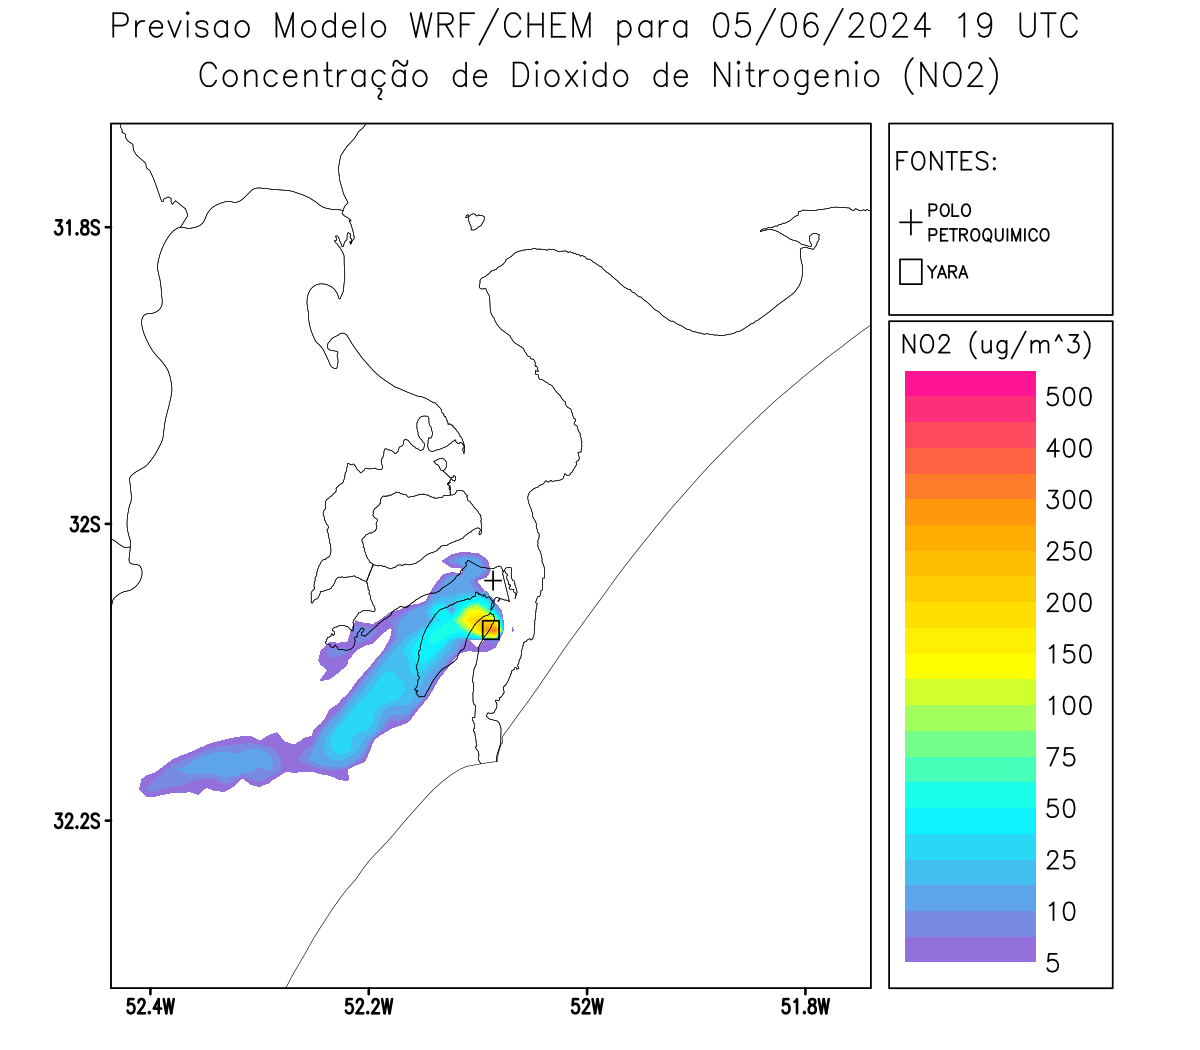 Previsao Modelo WRF/CHEM para 05/06/2024 19 UTC
Concentração de Dioxido de Nitrogenio (NO2)
FONTES:
POLO
PETROQUIMICO
YARA
NO2 (ug/m^3)
500
400
300
250
200
150
100
75
50
25
10
5
31.8S
32S
32.2S
52.4W
52.2W
52W
51.8W